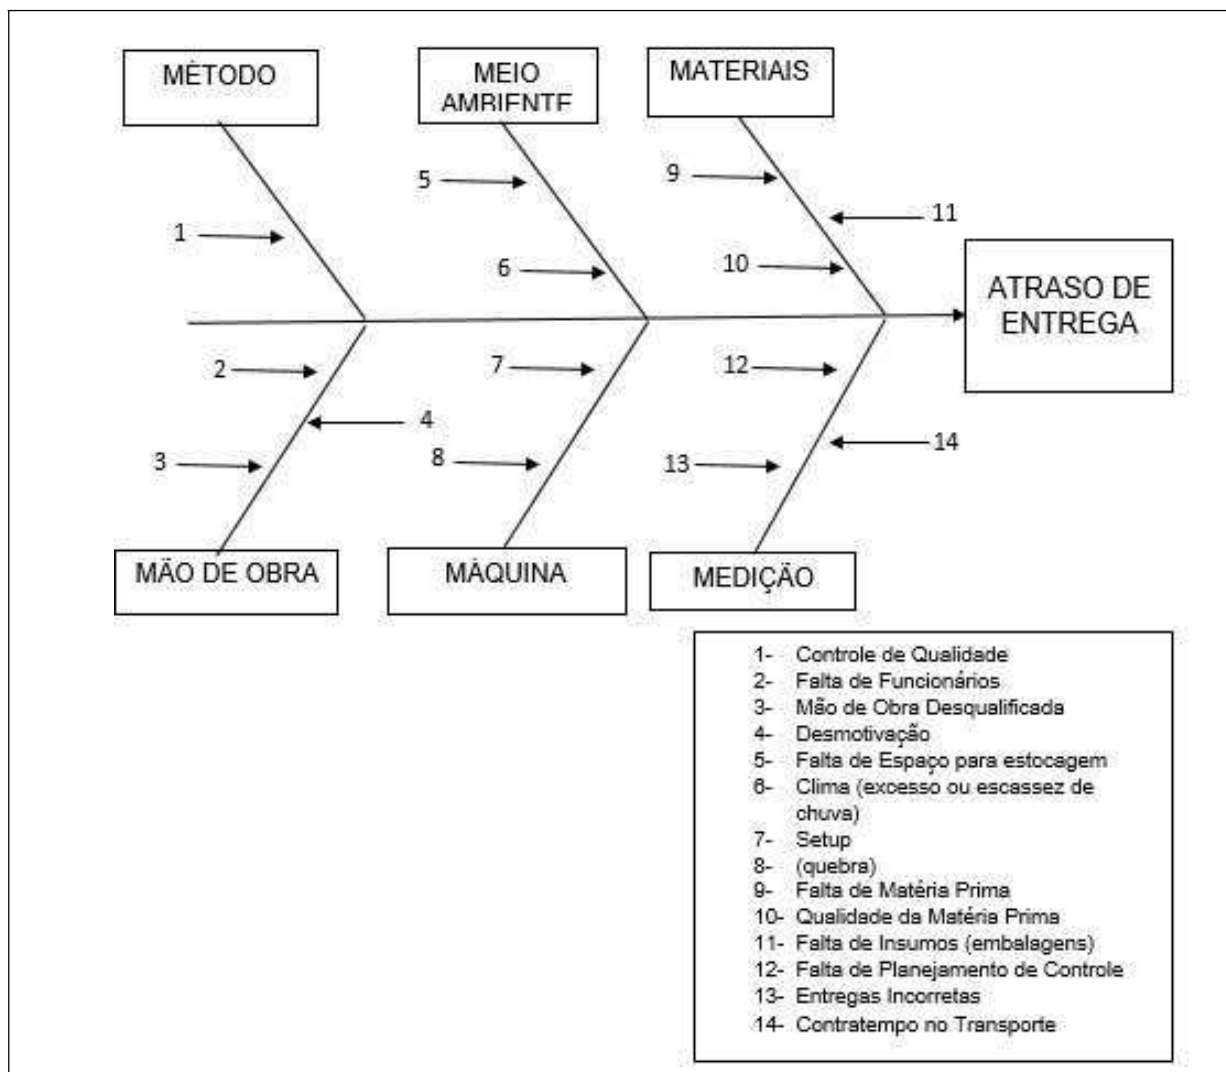 MÉTODO
MEIO
AMBIENTE
MATERIAIS
5
9
11
1
6
10
ATRASO DE
ENTREGA
2
7
12
4
14
3
8
13
MÃO DE OBRA
MÁQUINA
MEDIÇÃO
1- Controle de Qualidade
2- Falta de Funcionários
3- Mão de Obra Desqualificada
4- Desmotivação
5- Falta de Espaço para estocagem
6- Clima (excesso ou escassez de
chuva)
7- Setup
8- (quebra)
9- Falta de Matéria Prima
10- Qualidade da Matéria Prima
11- Falta de Insumos (embalagens)
12- Falta de Planejamento de Controle
13- Entregas Incorretas
14- Contratempo no Transporte